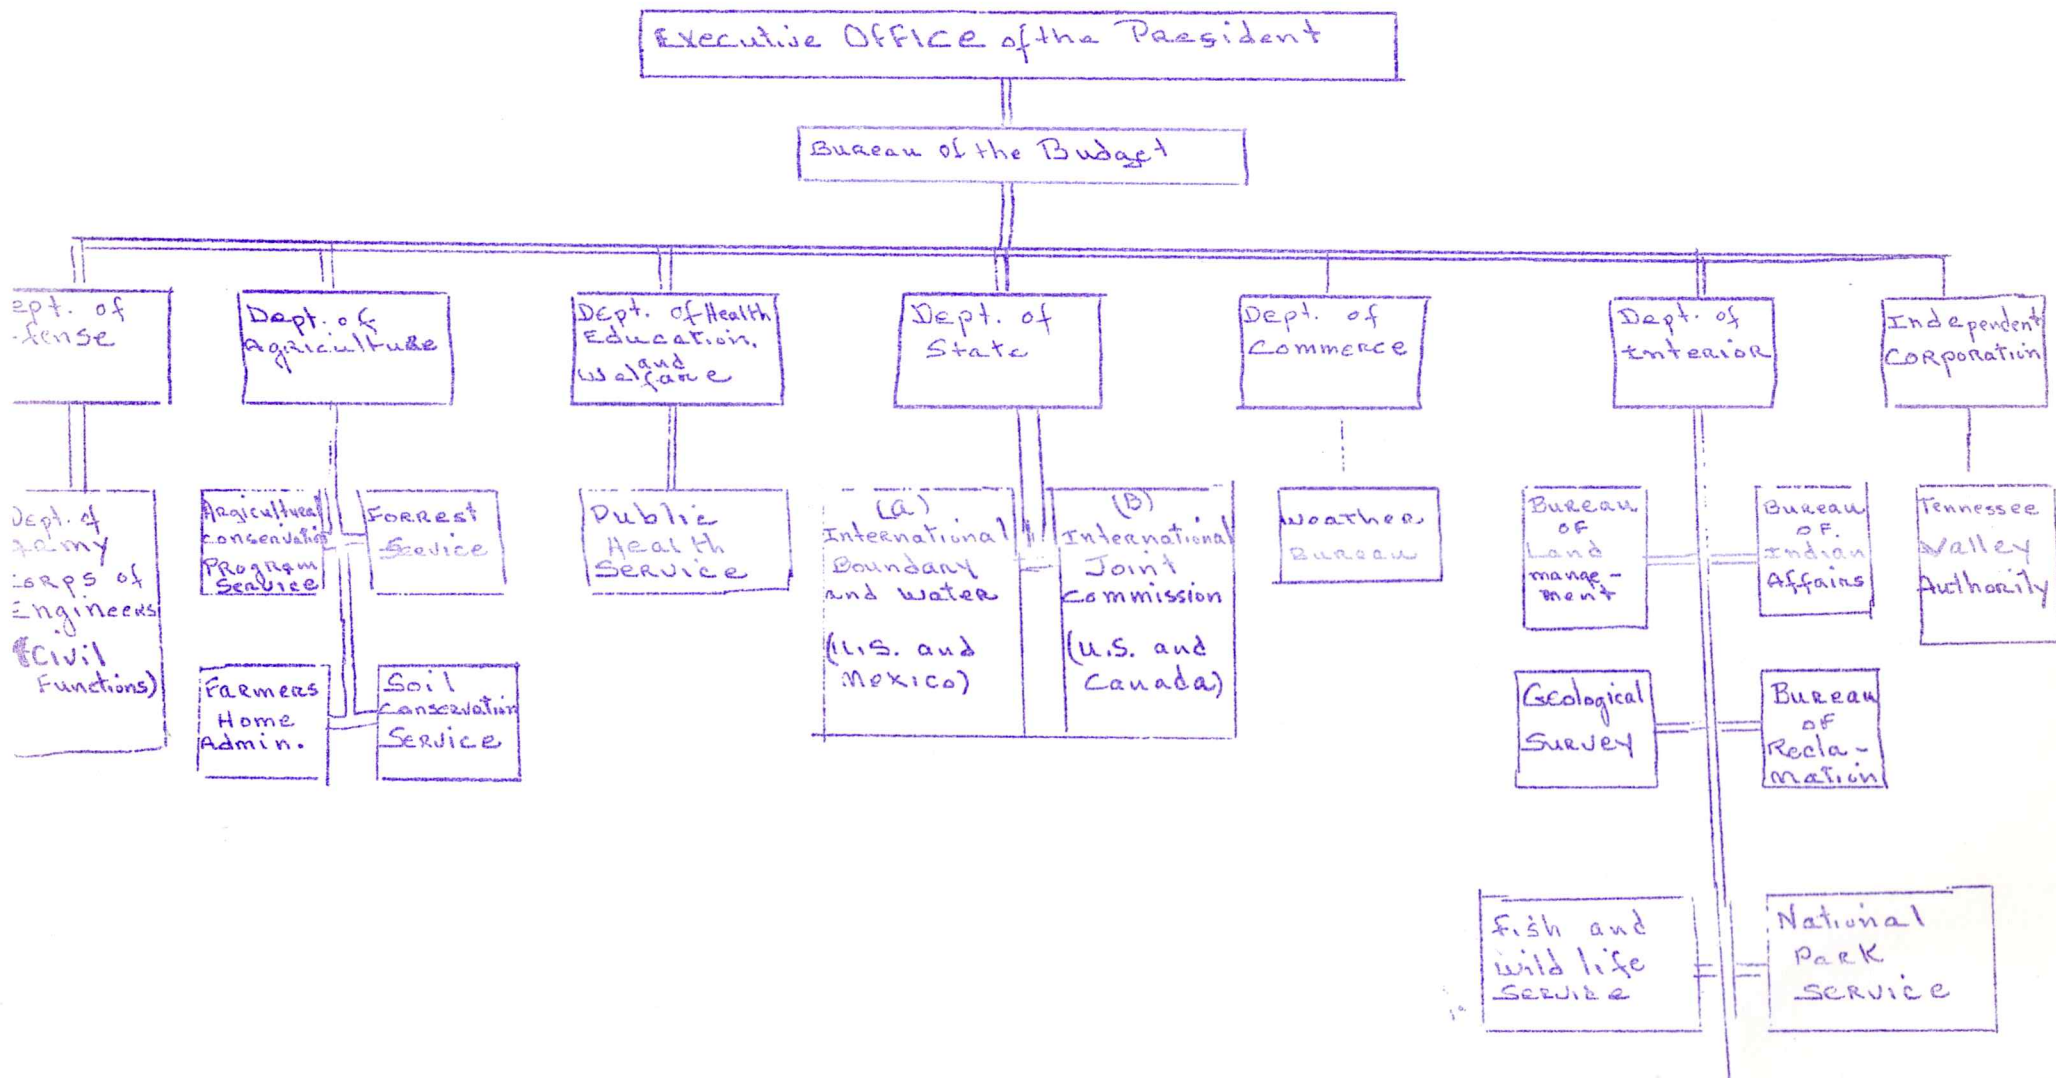 Executive Office of the President
Bureau of the Budget
ept. of
fense
Dept. of
Agriculture
Dept. of Health
Education,
and
Welfare
Dept. of
State
Dept. of
Commerce
Dept. of
Interior
Independent
Corporation
Dept. of
Army
Corps of
Engineers
(Civil
Functions)
Argicultural
Conservation
Program
Service
Forrest
Service
Farmers
Home
Admin.
Soil
Conservation
Service
Public
Health
Service
(A)
International
Boundary
and Water
(U.S. and
Mexico)
(B)
International
Joint
Commission
(U.S. and
Canada)
Weather
Bureau
Bureau
of
Land
mange-
ment
Bureau
of
Indian
Affairs
Geological
Survey
Bureau
of
Recla-
mation
Fish and
wild life
Service
National
Park
Service
Tennessee
Valley
Authority